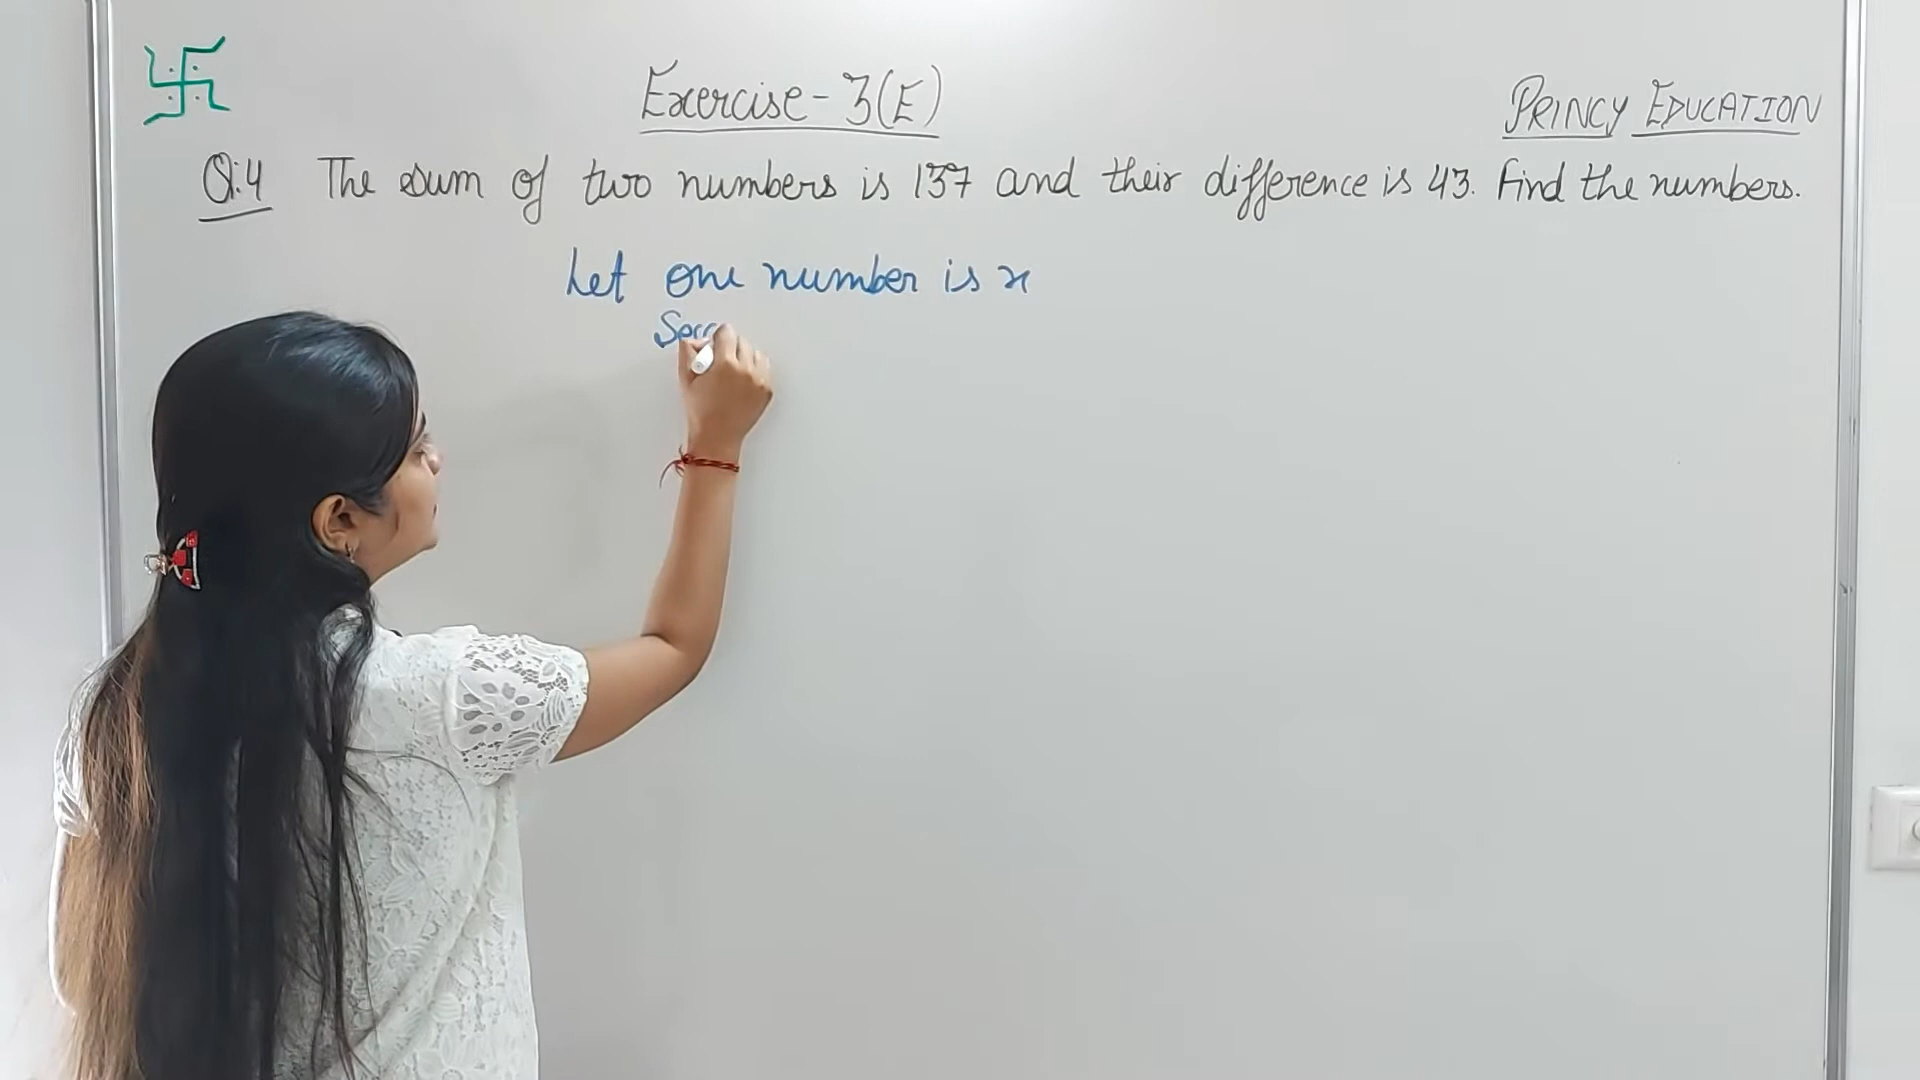 Exercise - 3(E)
PRINCY EDUCATION
Q:4 The sum of two numbers is 137 and their difference is 43. Find the numbers.
Let one number is x